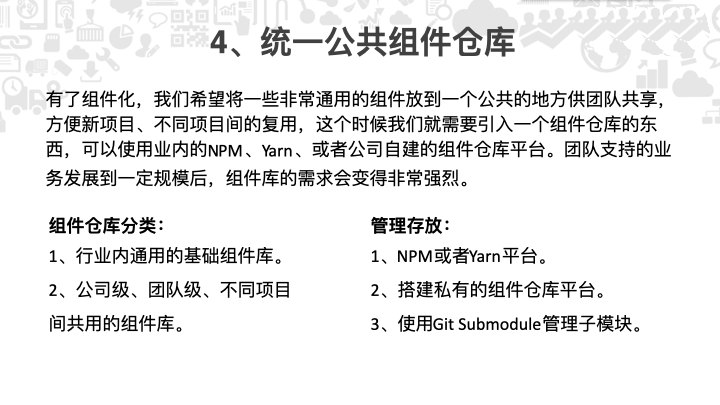 4、统一公共组件仓库
有了组件化，我们希望将一些非常通用的组件放到一个公共的地方供团队共享，
方便新项目、不同项目间的复用，这个时候我们就需要引入一个组件仓库的东
西，可以使用业内的NPM、Yarn、或者公司自建的组件仓库平台。团队支持的业
务发展到一定规模后，组件库的需求会变得非常强烈。
组件仓库分类：
1、行业内通用的基础组件库。
2、公司级、团队级、不同项目
间共用的组件库。
管理存放：
1、NPM或者Yarn平台。
2、搭建私有的组件仓库平台。
3、使用Git Submodule管理子模块。